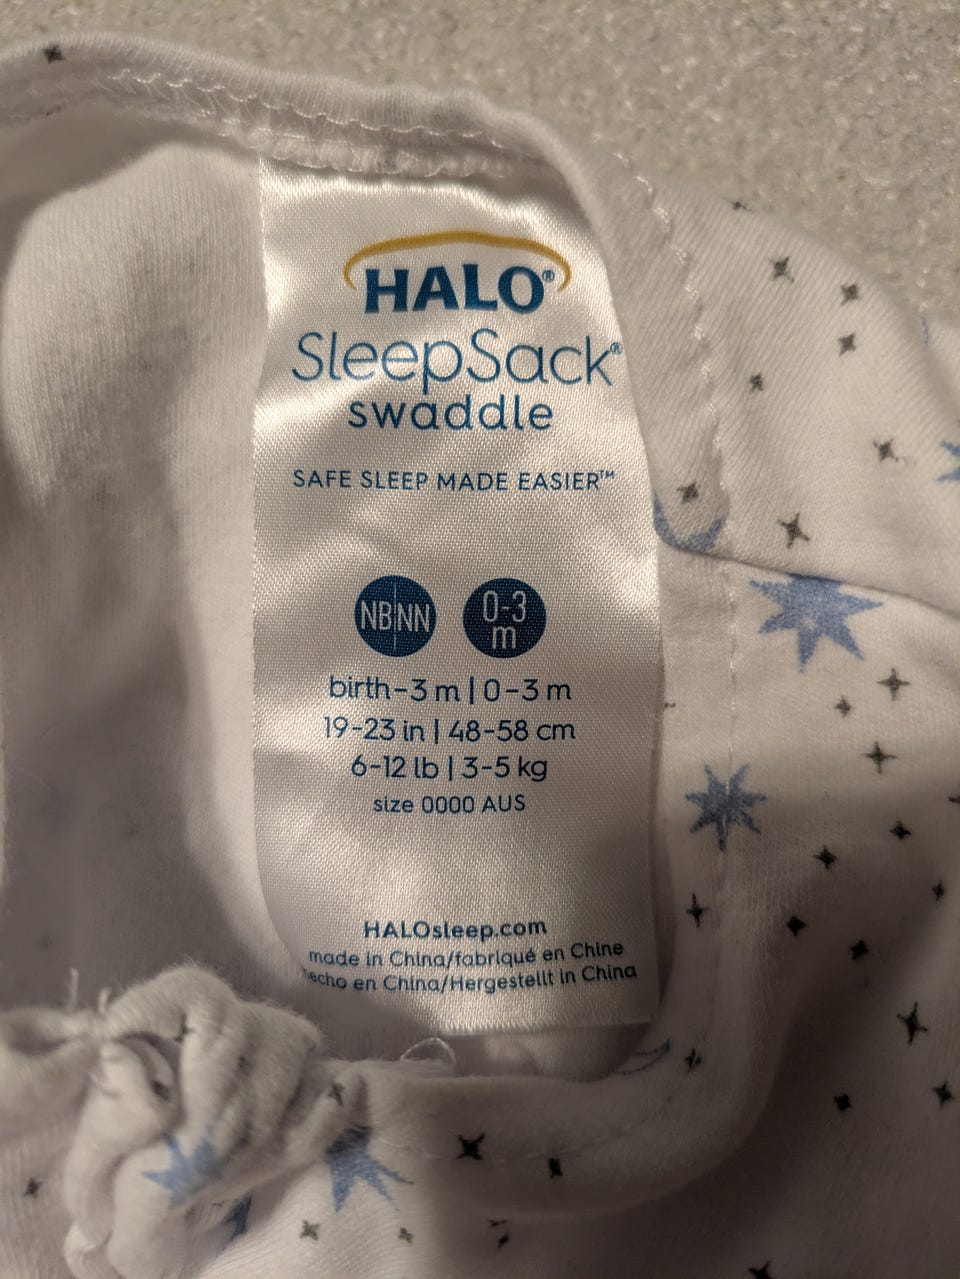 HALO®
SleepSack®
swaddle
SAFE SLEEP MADE EASIER™
NB|NN
0-3
m
birth-3 m | 0-3 m
19-23 in | 48-58 cm
6-12 lb | 3-5 kg
size 0000 AUS
HALOsleep.com
made in China/fabriqué en Chine
en China/Hergestellt in China